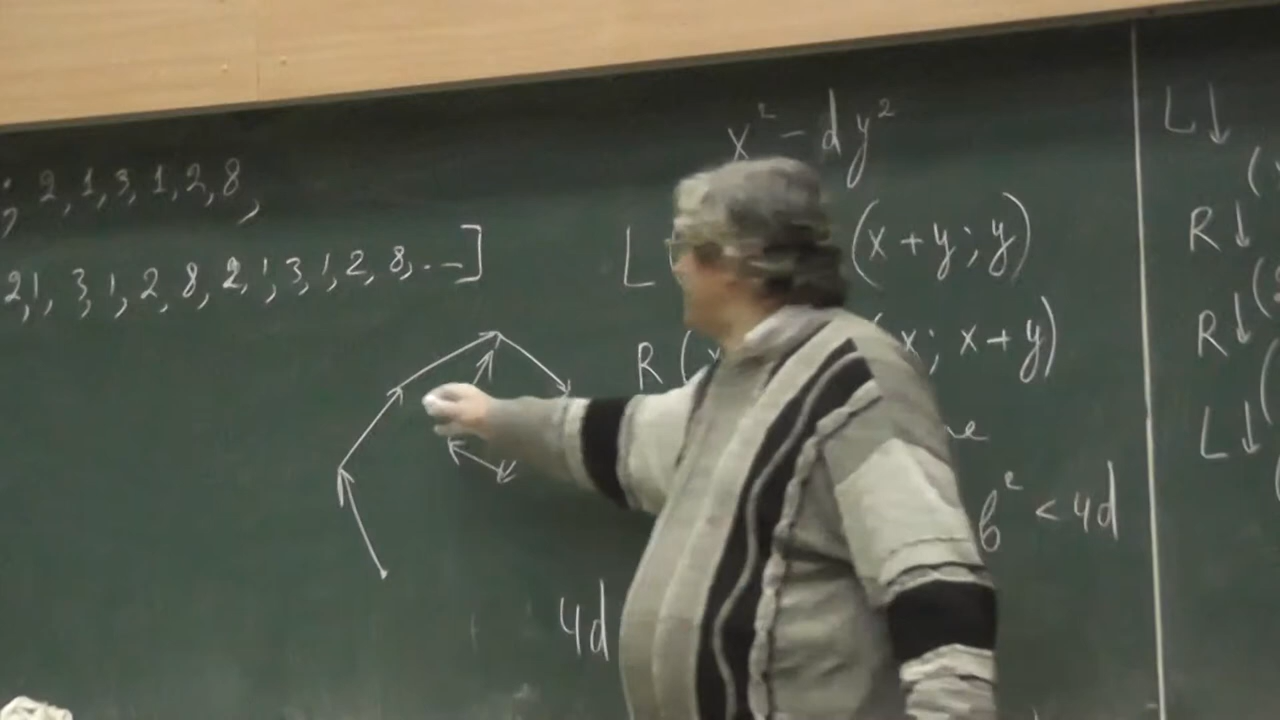 ; 2, 1, 3, 1, 2, 8,
2, 1, 3, 1, 2, 8, 2, 1, 3, 1, 2, 8, ...]
x² - dy²
L (x + y ; y)
R (x x ; x + y)
b² < 4d
4d
L↓
(
R↓
(
R↓
(
L↓
(